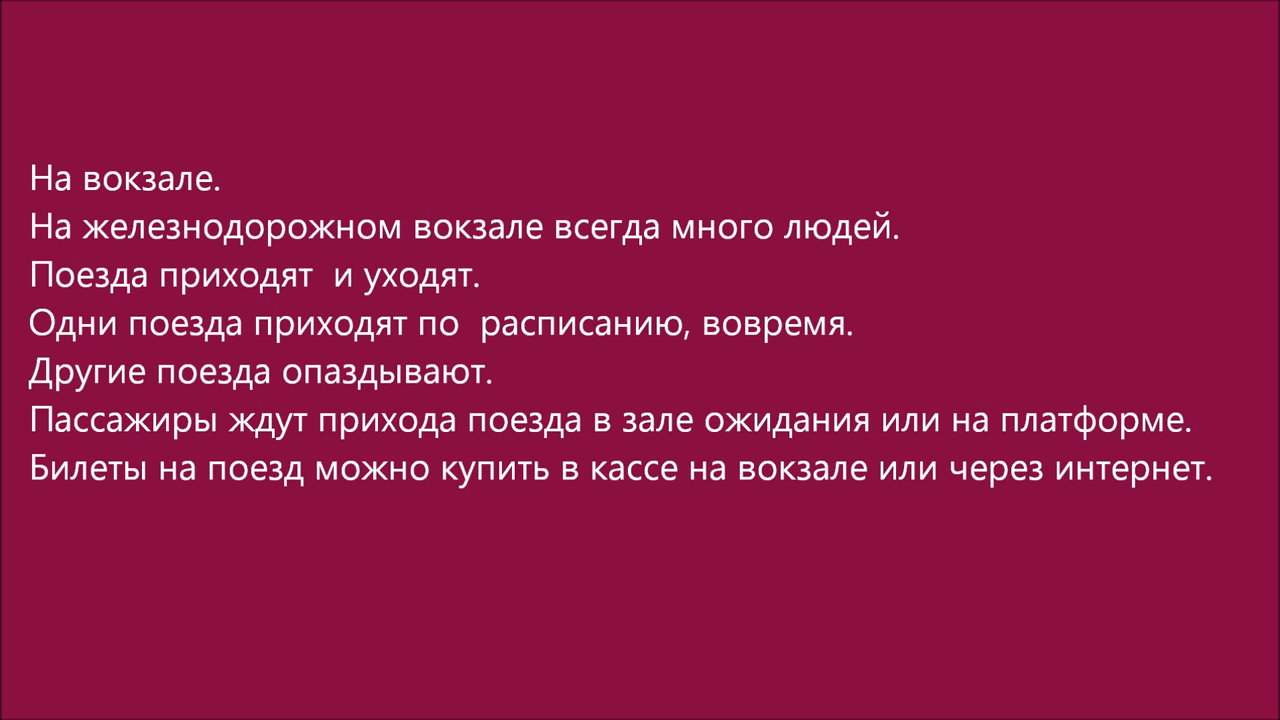 На вокзале.
На железнодорожном вокзале всегда много людей.
Поезда приходят  и уходят.
Одни поезда приходят по  расписанию, вовремя.
Другие поезда опаздывают.
Пассажиры ждут прихода поезда в зале ожидания или на платформе.
Билеты на поезд можно купить в кассе на вокзале или через интернет.